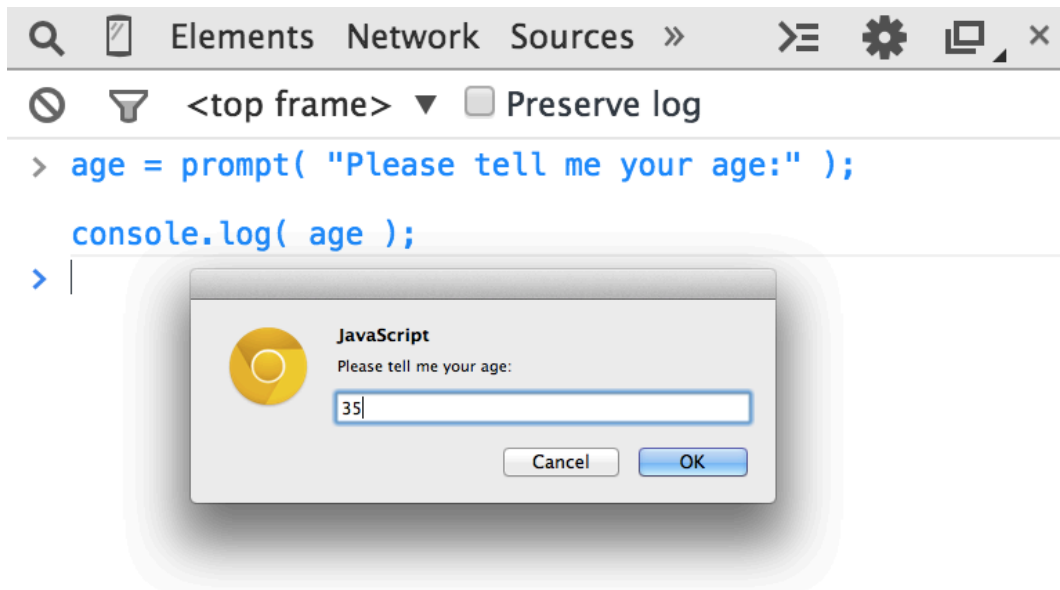 Elements Network Sources »
<top frame> ▼ Preserve log
> age = prompt( "Please tell me your age:" );
console.log( age );
>
JavaScript
Please tell me your age:
35
Cancel OK